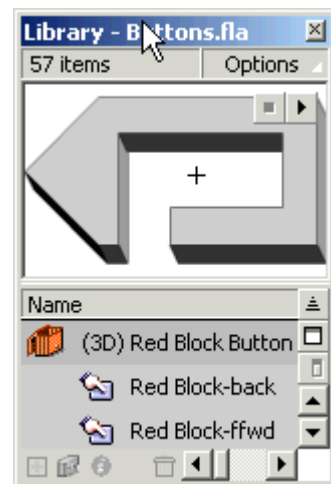 Library - Buttons.fla
57 items Options
Name
(3D) Red Block Button
Red Block-back
Red Block-ffwd